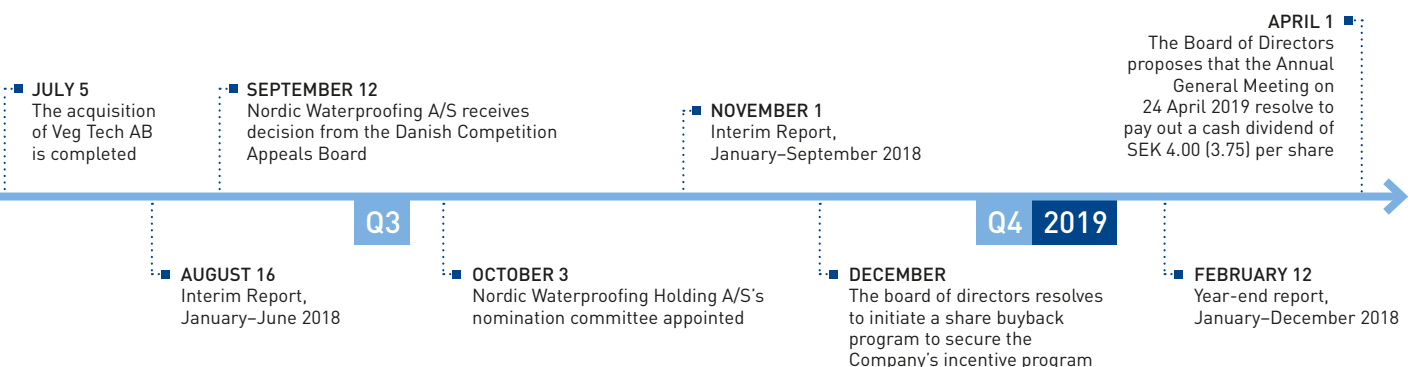 APRIL 1
The Board of Directors
proposes that the Annual
General Meeting on
24 April 2019 resolve to
pay out a cash dividend of
SEK 4.00 (3.75) per share
JULY 5
The acquisition
of Veg Tech AB
is completed
SEPTEMBER 12
Nordic Waterproofing A/S receives
decision from the Danish Competition
Appeals Board
NOVEMBER 1
Interim Report,
January–September 2018
Q3
Q4
2019
AUGUST 16
Interim Report,
January–June 2018
OCTOBER 3
Nordic Waterproofing Holding A/S’s
nomination committee appointed
DECEMBER
The board of directors resolves
to initiate a share buyback
program to secure the
Company’s incentive program
FEBRUARY 12
Year-end report,
January–December 2018